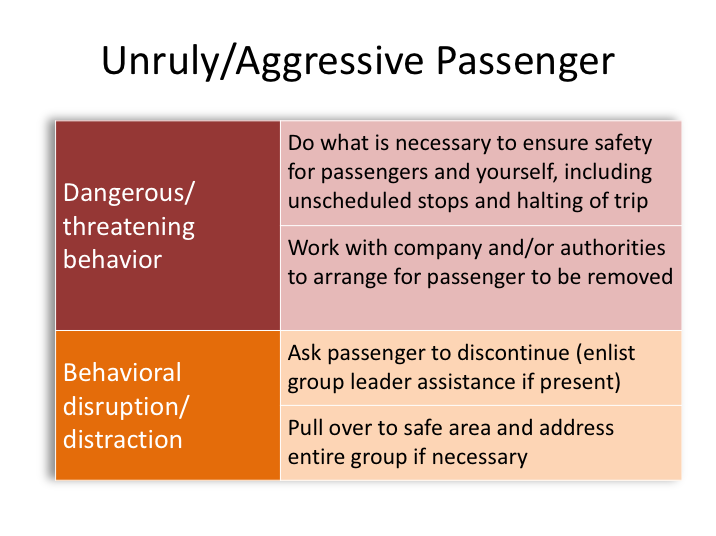 Unruly/Aggressive Passenger
Dangerous/
threatening
behavior
Do what is necessary to ensure safety
for passengers and yourself, including
unscheduled stops and halting of trip
Work with company and/or authorities
to arrange for passenger to be removed
Behavioral
disruption/
distraction
Ask passenger to discontinue (enlist
group leader assistance if present)
Pull over to safe area and address
entire group if necessary